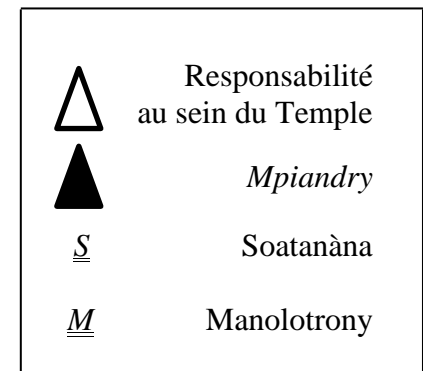 Responsabilité
au sein du Temple
Mpiandry
S Soatanàna
M Manolotrony